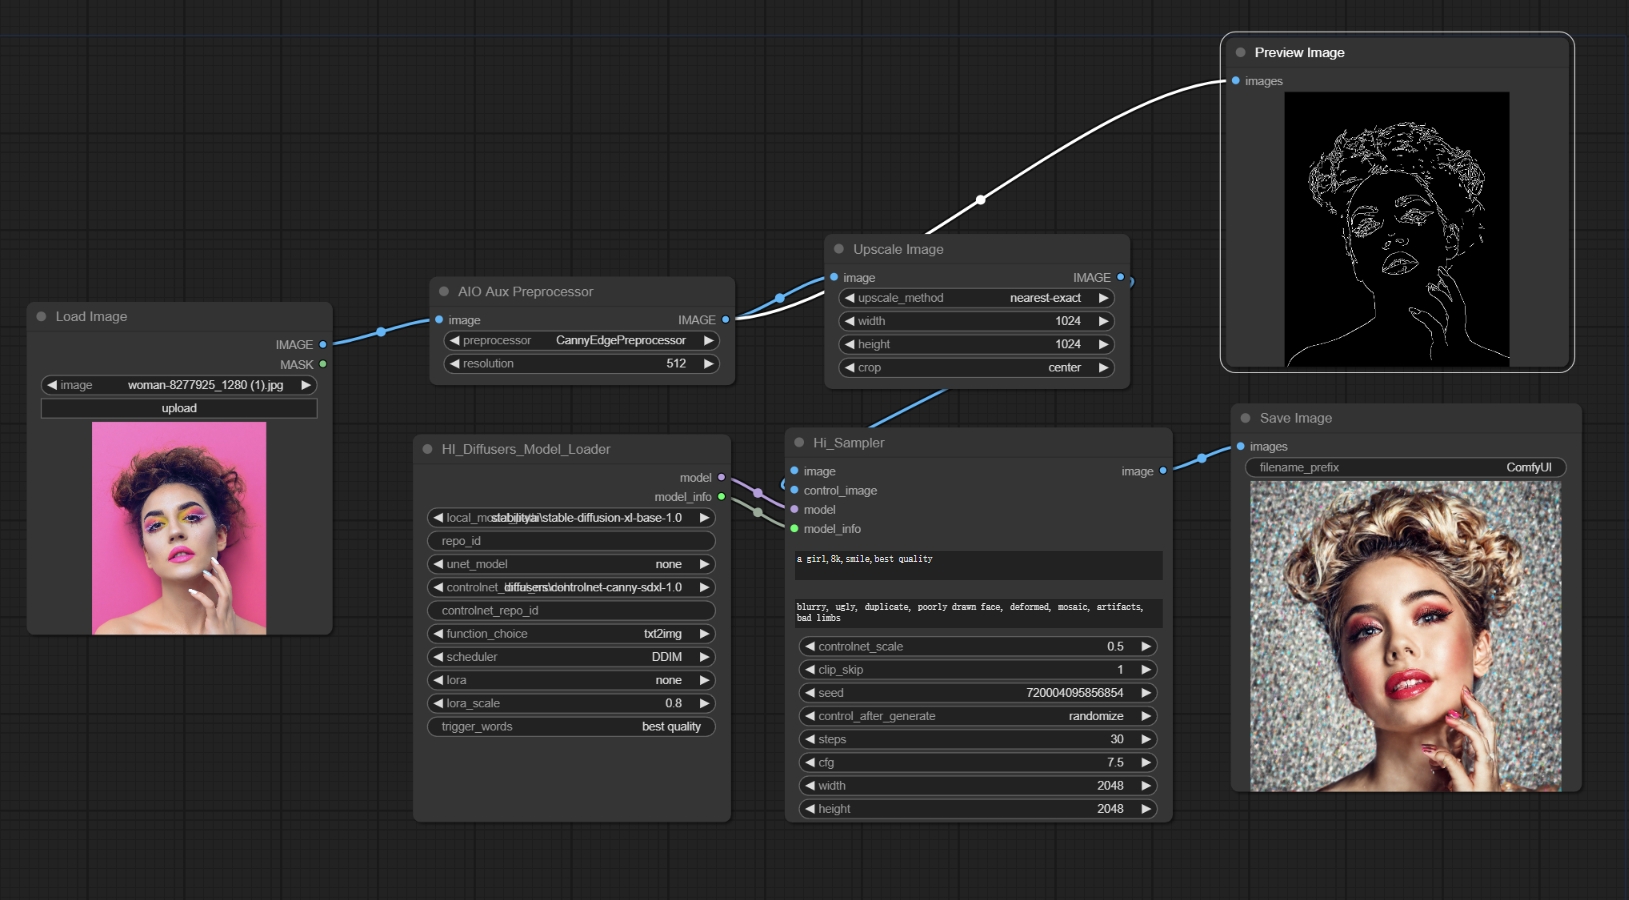 Load Image
IMAGE
MASK
image woman-8277925_1280 (1).jpg
upload
AIO Aux Preprocessor
image IMAGE
preprocessor CannyEdgePreprocessor
resolution 512
HI_Diffusers_Model_Loader
model
model_info
stabilityai\stable-diffusion-xl-base-1.0
repo_id
unet_model none
diffusers\controlnet-canny-sdxl-1.0
controlnet_repo_id
function_choice txt2img
scheduler DDIM
lora none
lora_scale 0.8
trigger_words best quality
Upscale Image
image IMAGE
upscale_method nearest-exact
width 1024
height 1024
crop center
Hi_Sampler
image image
control_image
model
model_info
a girl,8k,smile,best quality
blurry, ugly, duplicate, poorly drawn face, deformed, mosaic, artifacts,
bad limbs
controlnet_scale 0.5
clip_skip 1
seed 720004095856854
control_after_generate randomize
steps 30
cfg 7.5
width 2048
height 2048
Preview Image
images
Save Image
images
filename_prefix ComfyUI